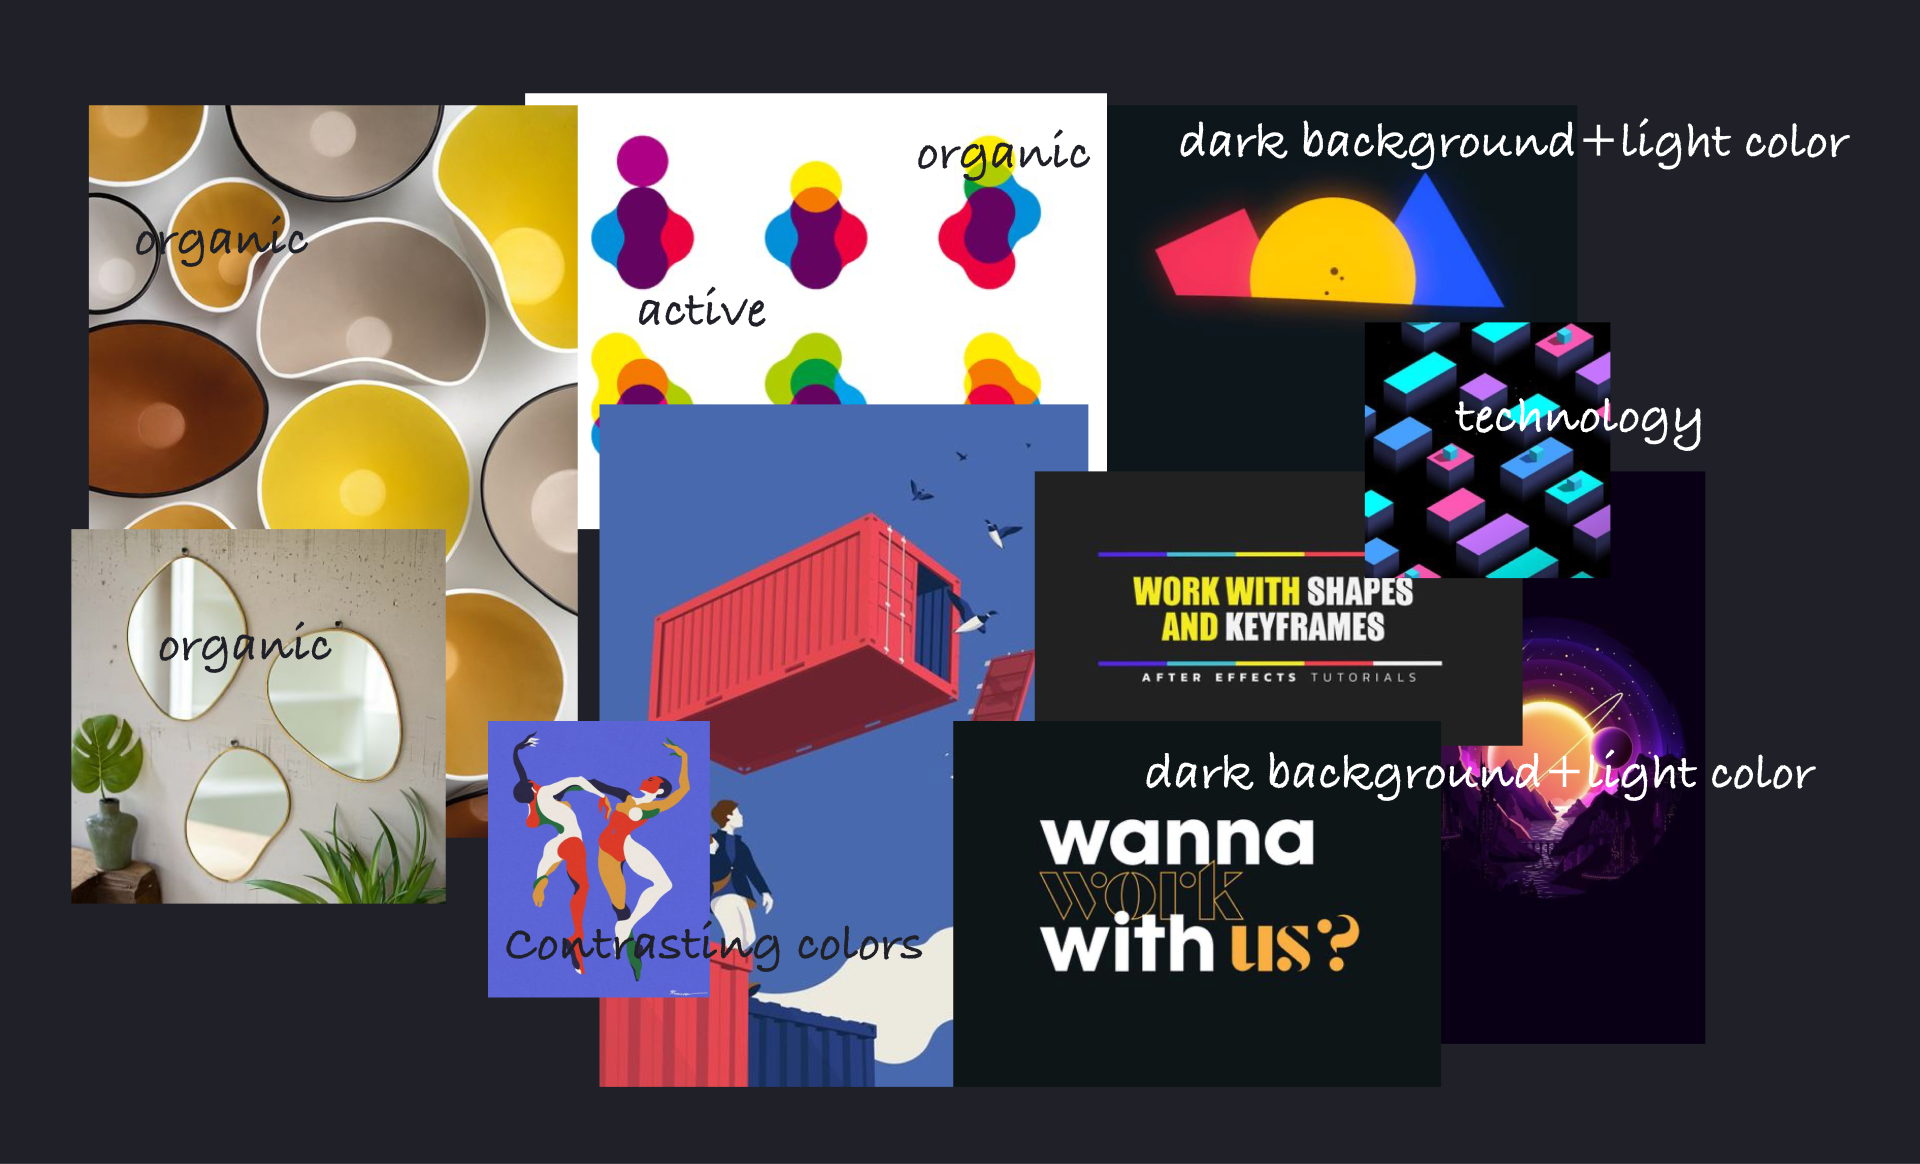 organic
dark background+light color
organic
active
technology
WORK WITH SHAPES
AND KEYFRAMES
AFTER EFFECTS TUTORIALS
organic
dark background+light color
wanna
work
with us?
Contrasting colors